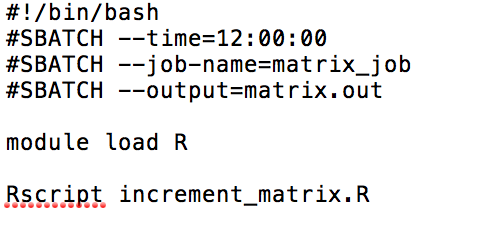 #!/bin/bash
#SBATCH --time=12:00:00
#SBATCH --job-name=matrix_job
#SBATCH --output=matrix.out
module load R
Rscript increment_matrix.R